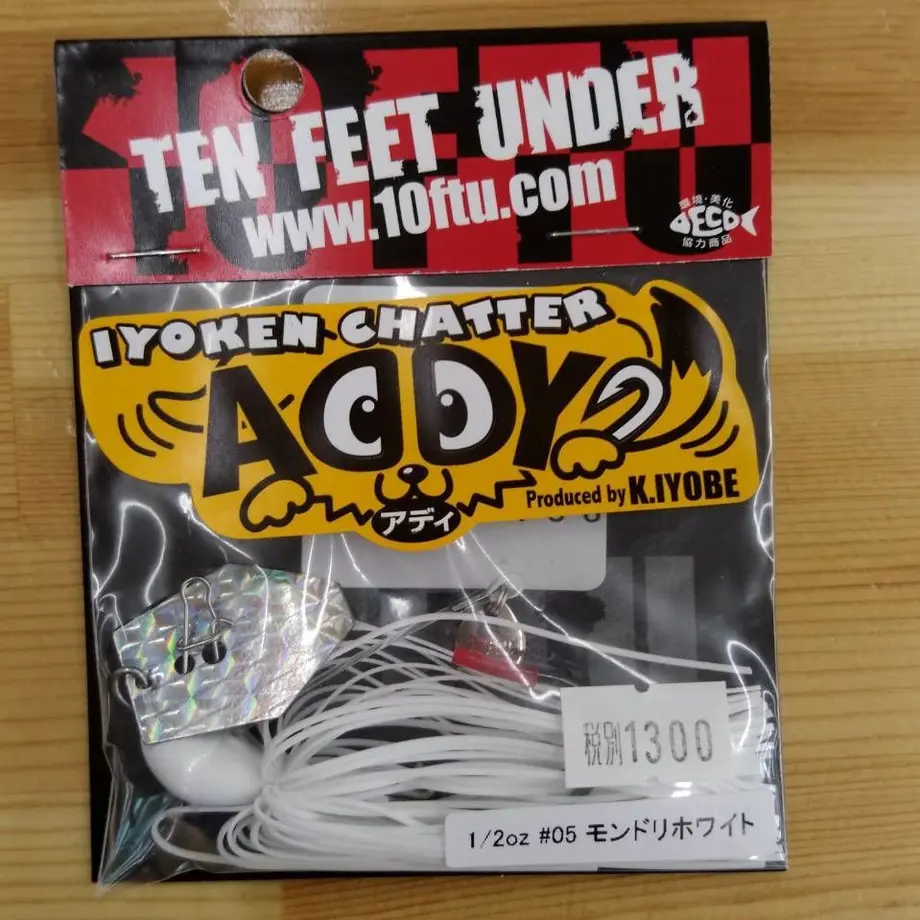 10FTU
TEN FEET UNDER
www.10ftu.com
環境・美化
DECO
協力商品
IYOKEN CHATTER
ADDY
アディ
Produced by K.IYOBE
税別1300
1/2oz #05 モンドリホワイト